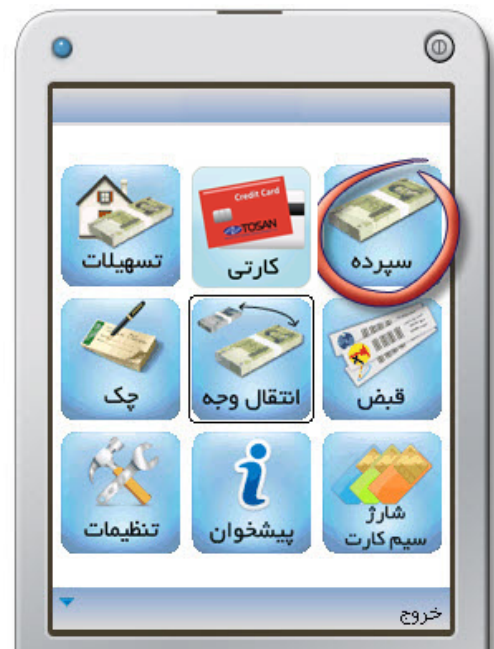 Credit Card
TOSAN
سپرده
کارتی
تسهیلات
قبض
انتقال وجه
چک
شارژ
سیم کارت
پیشخوان
تنظیمات
خروج